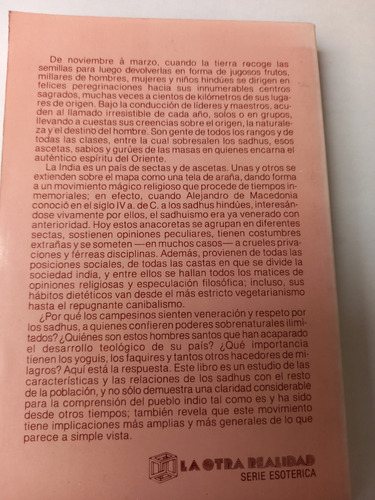 De noviembre à marzo, cuando la tierra recoge las
semillas para luego devolverlas en forma de jugosos frutos,
millares de hombres, mujeres y niños hindúes se dirigen en
felices peregrinaciones hacia sus innumerables centros
sagrados, muchas veces a cientos de kilómetros de sus luga-
res de origen. Bajo la conducción de líderes y maestros, acu-
den al llamado irresistible de cada año, solos o en grupos,
llevando a cuestas sus creencias sobre el origen, la naturale-
za y el destino del hombre. Son gente de todos los rangos y de
todas las clases, entre la cual sobresalen los sadhus, esos
ascetas, sabios y gurúes de las masas en quienes encarna el
auténtico espíritu del Oriente.
La India es un país de sectas y de ascetas. Unas y otros se
extienden sobre el mapa como una tela de araña, dando for-
ma a un movimiento mágico religioso que procede de tiempos
inmemoriales; en efecto, cuando Alejandro de Macedonia
conoció en el siglo IV a. de C. a los sadhus hindúes, interesán-
dose vivamente por ellos, el sadhuismo era ya venerado con
anterioridad. Hoy estos anacoretas se agrupan en diferentes
sectas, sostienen opiniones peculiares, tienen costumbres
extrañas y se someten —en muchos casos— a crueles priva-
ciones y férreas disciplinas. Además, provienen de todas las
posiciones sociales, de todas las castas en que se divide la
sociedad india, y entre ellos se hallan todos los matices de
opiniones religiosas y especulación filosófica; incluso, sus
hábitos dietéticos van desde el más estricto vegetarianismo
hasta el repugnante canibalismo.
¿Por qué los campesinos sienten veneración y respeto por
los sadhus, a quienes confieren poderes sobrenaturales ilimi-
tados? ¿Quiénes son estos hombres santos que han acaparado
el desarrollo teológico de su país? ¿Qué importancia
tienen los yoguis, los faquires y tantos otros hacedores de mi-
lagros? Aquí está la respuesta. Este libro es un estudio de las
características y las relaciones de los sadhus con el resto
de la población, y no sólo demuestra una claridad considerable
para la comprensión del pueblo indio tal como es y ha sido
desde otros tiempos; también revela que este movimiento
tiene implicaciones más amplias y más generales de lo que
parece a simple vista.
LA OTRA REALIDAD
SERIE ESOTERICA